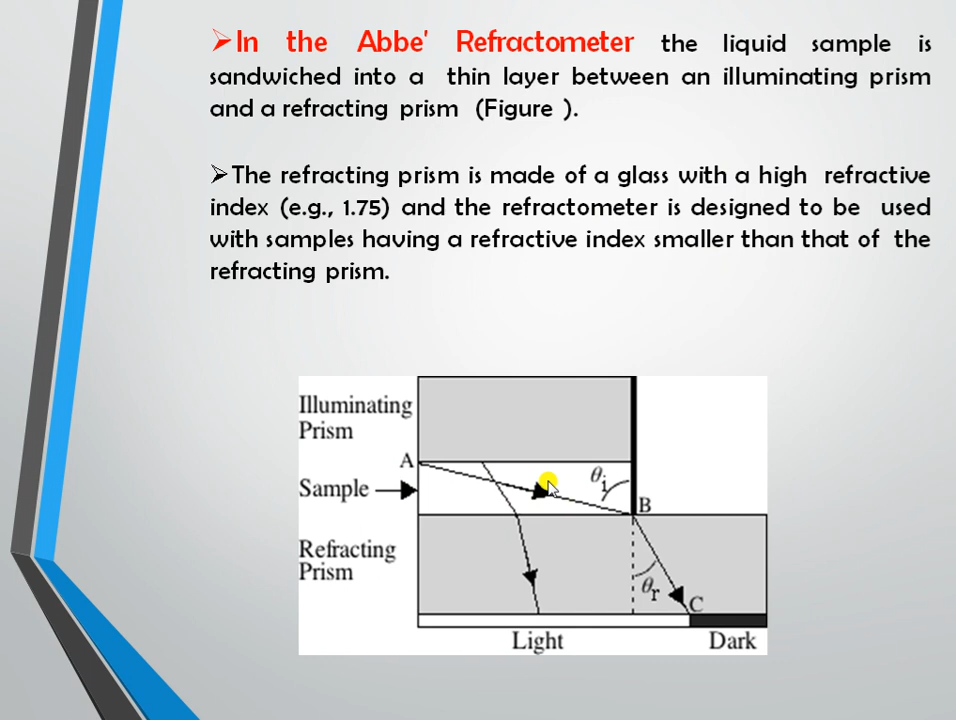 ➢In the Abbe' Refractometer the liquid sample is
sandwiched into a thin layer between an illuminating prism
and a refracting prism (Figure ).
➢The refracting prism is made of a glass with a high refractive
index (e.g., 1.75) and the refractometer is designed to be used
with samples having a refractive index smaller than that of the
refracting prism.
Illuminating
Prism
A
Sample
θi
B
Refracting
Prism
θr
C
Light
Dark